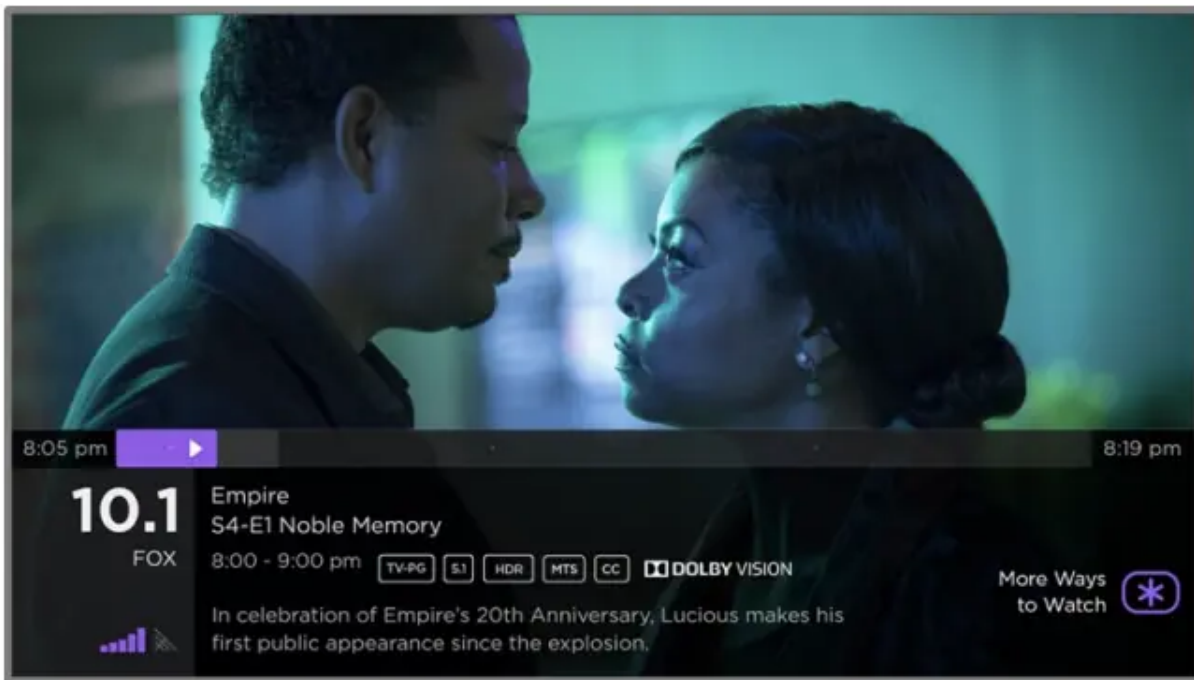 8:05 pm
8:19 pm
10.1
FOX
Empire
S4-E1 Noble Memory
8:00 - 9:00 pm TV-PG 5.1 HDR MTS CC DOLBY VISION
In celebration of Empire's 20th Anniversary, Lucious makes his
first public appearance since the explosion.
More Ways
to Watch